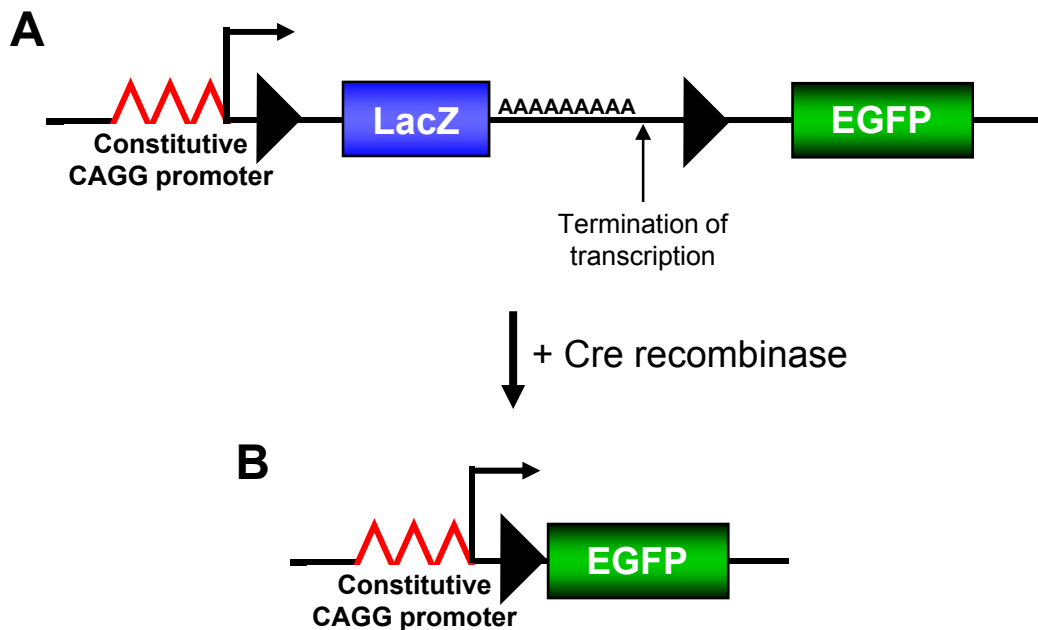 A
LacZ
AAAAAAAAA
EGFP
Constitutive
CAGG promoter
Termination of
transcription
+ Cre recombinase
B
EGFP
Constitutive
CAGG promoter